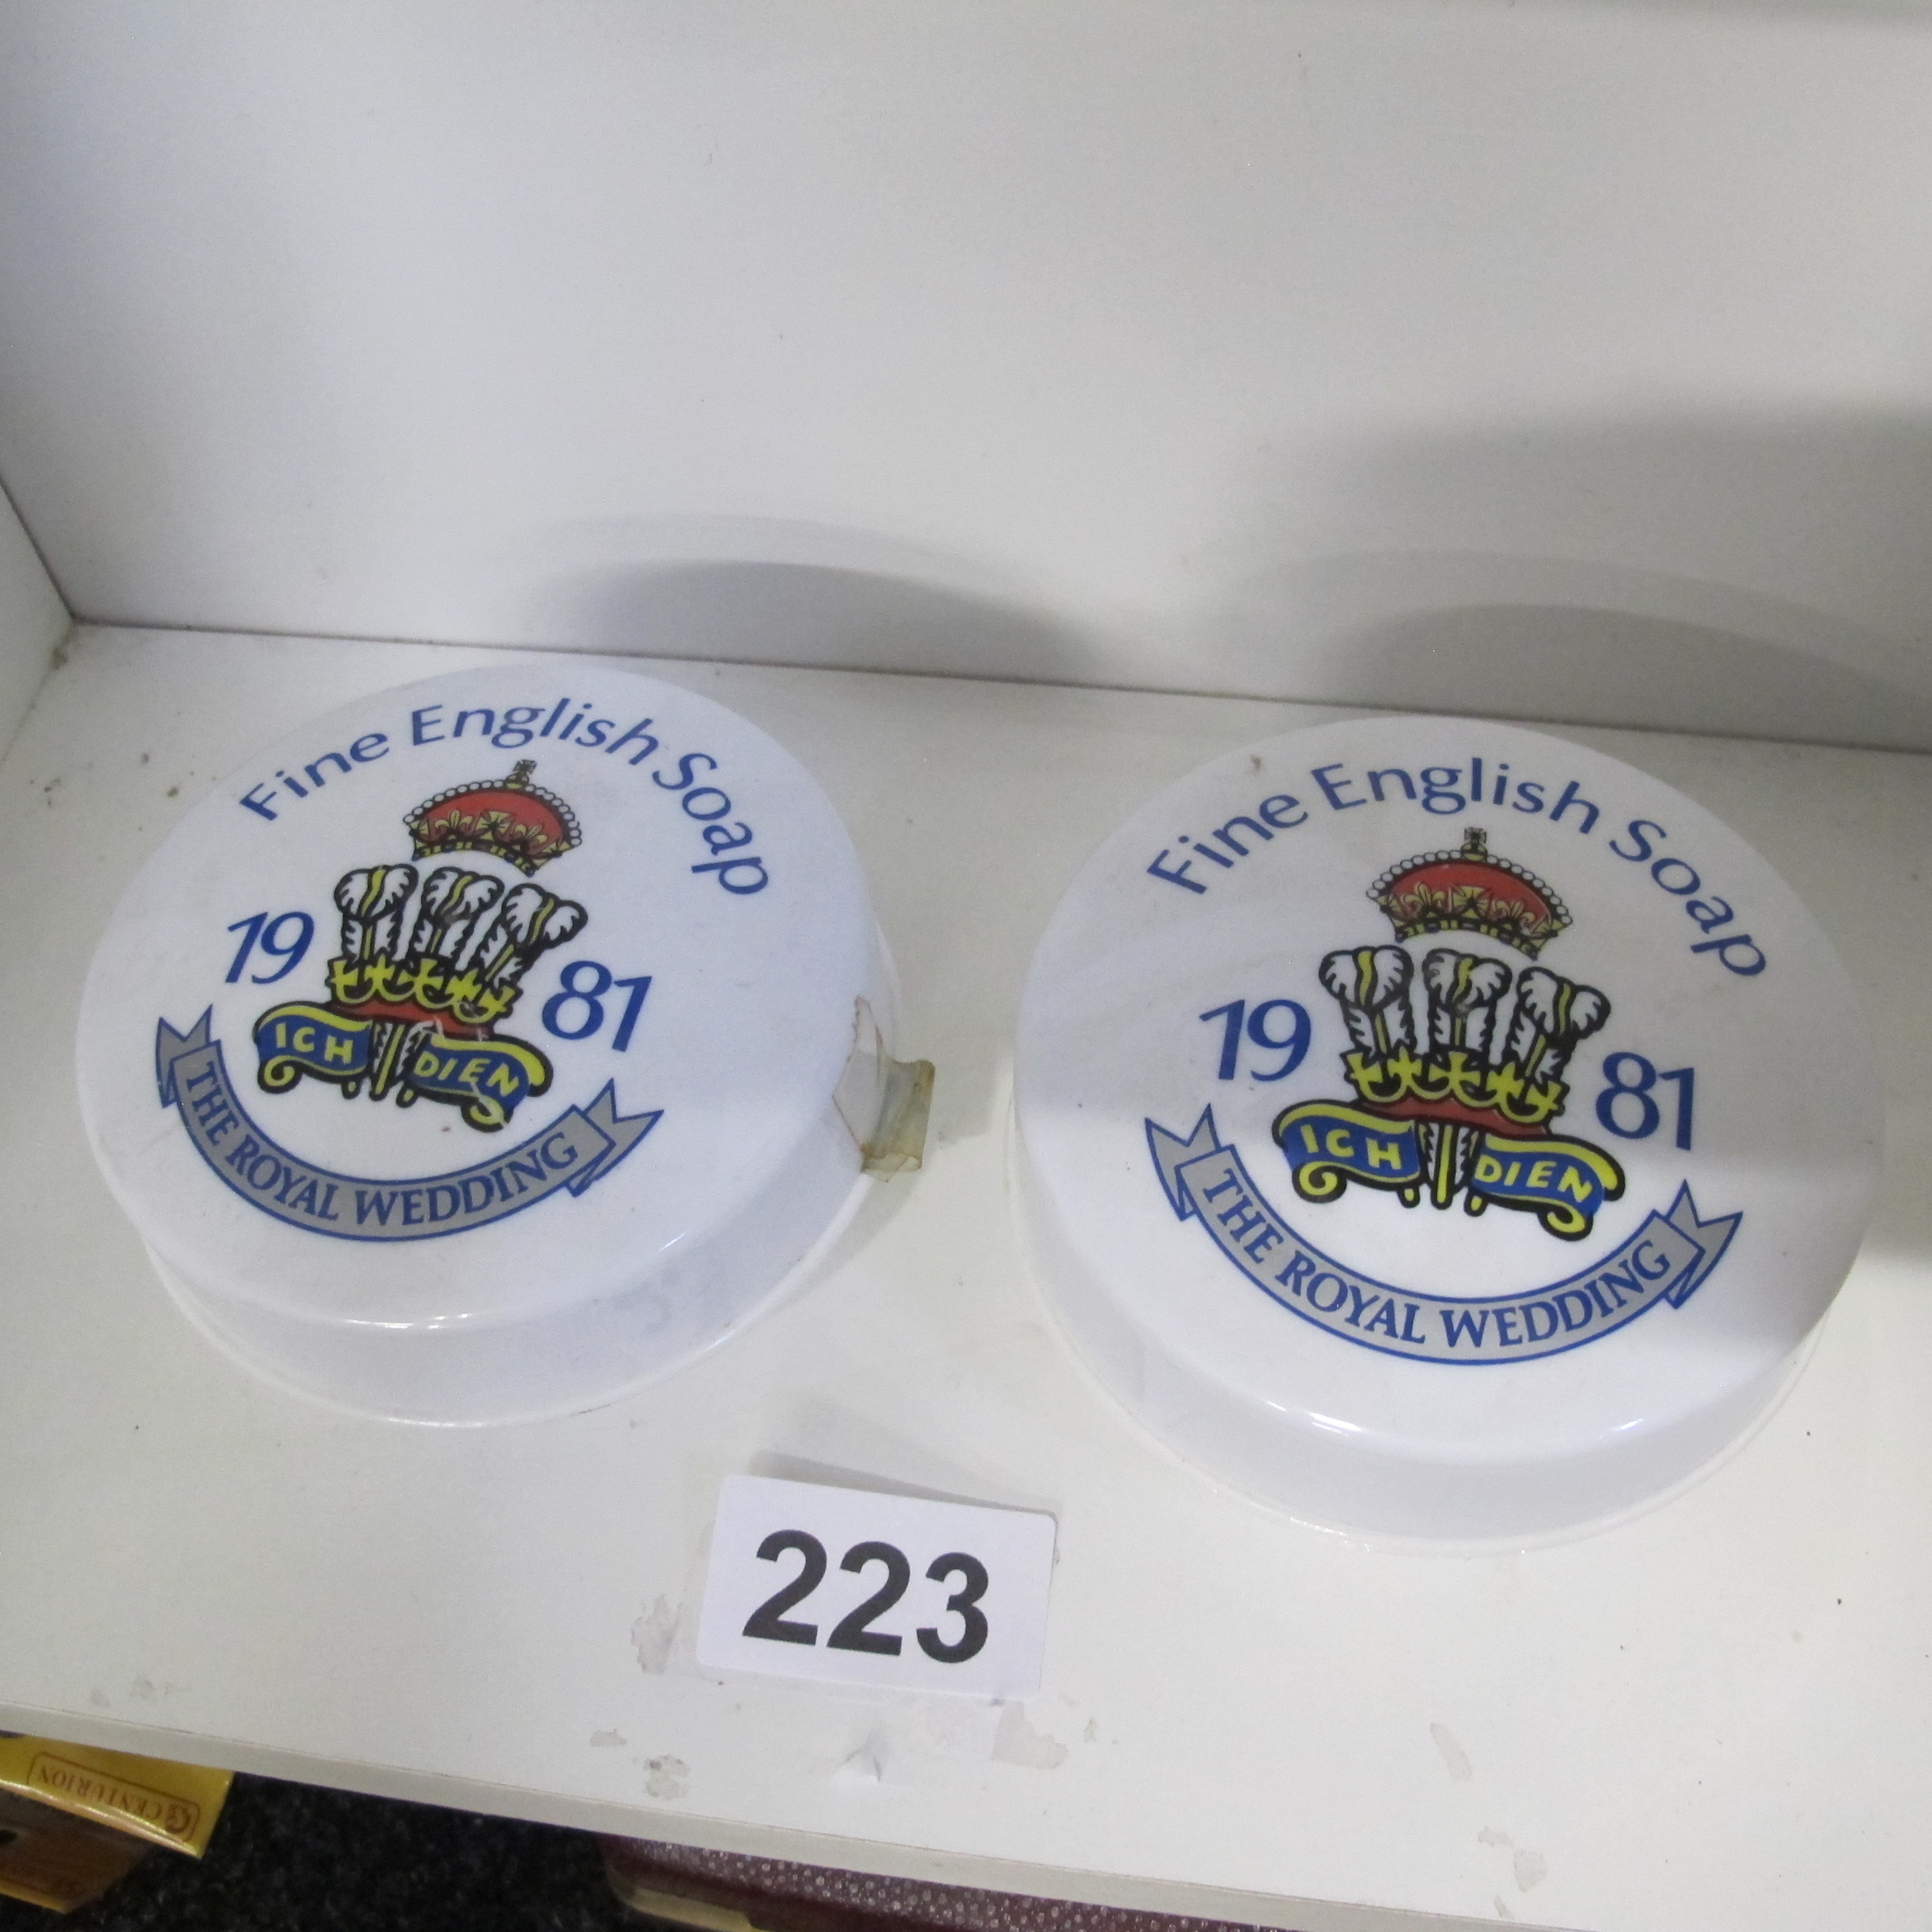 Fine English Soap
19 81
ICH DIEN
THE ROYAL WEDDING
Fine English Soap
19 81
ICH DIEN
THE ROYAL WEDDING
223
CENTURION